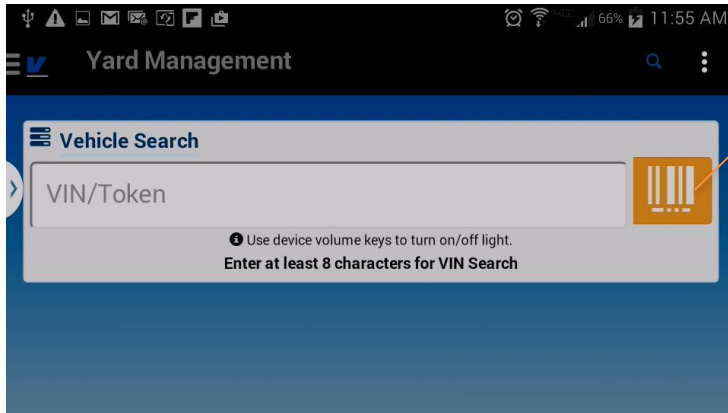 4G 66% 11:55 AM
Yard Management
Vehicle Search
VIN/Token
Use device volume keys to turn on/off light.
Enter at least 8 characters for VIN Search